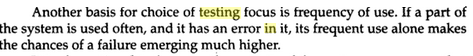 Another basis for choice of testing focus is frequency of use. If a part of
the system is used often, and it has an error in it, its frequent use alone makes
the chances of a failure emerging much higher.